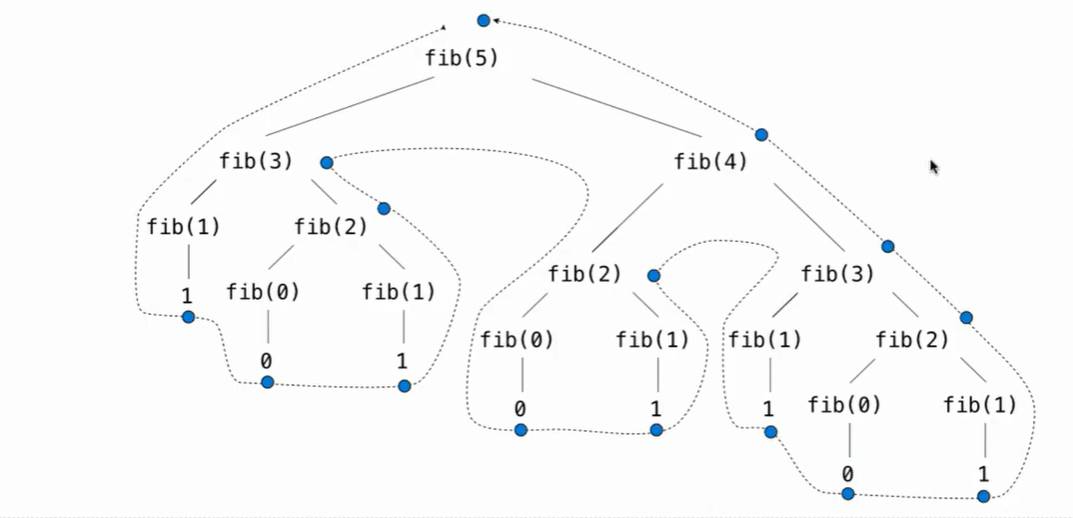 fib(5)
fib(3) fib(4)
fib(1) fib(2)
fib(2) fib(3)
1 fib(0) fib(1)
fib(0) fib(1) fib(1) fib(2)
0 1
0 1 1 fib(0) fib(1)
0 1